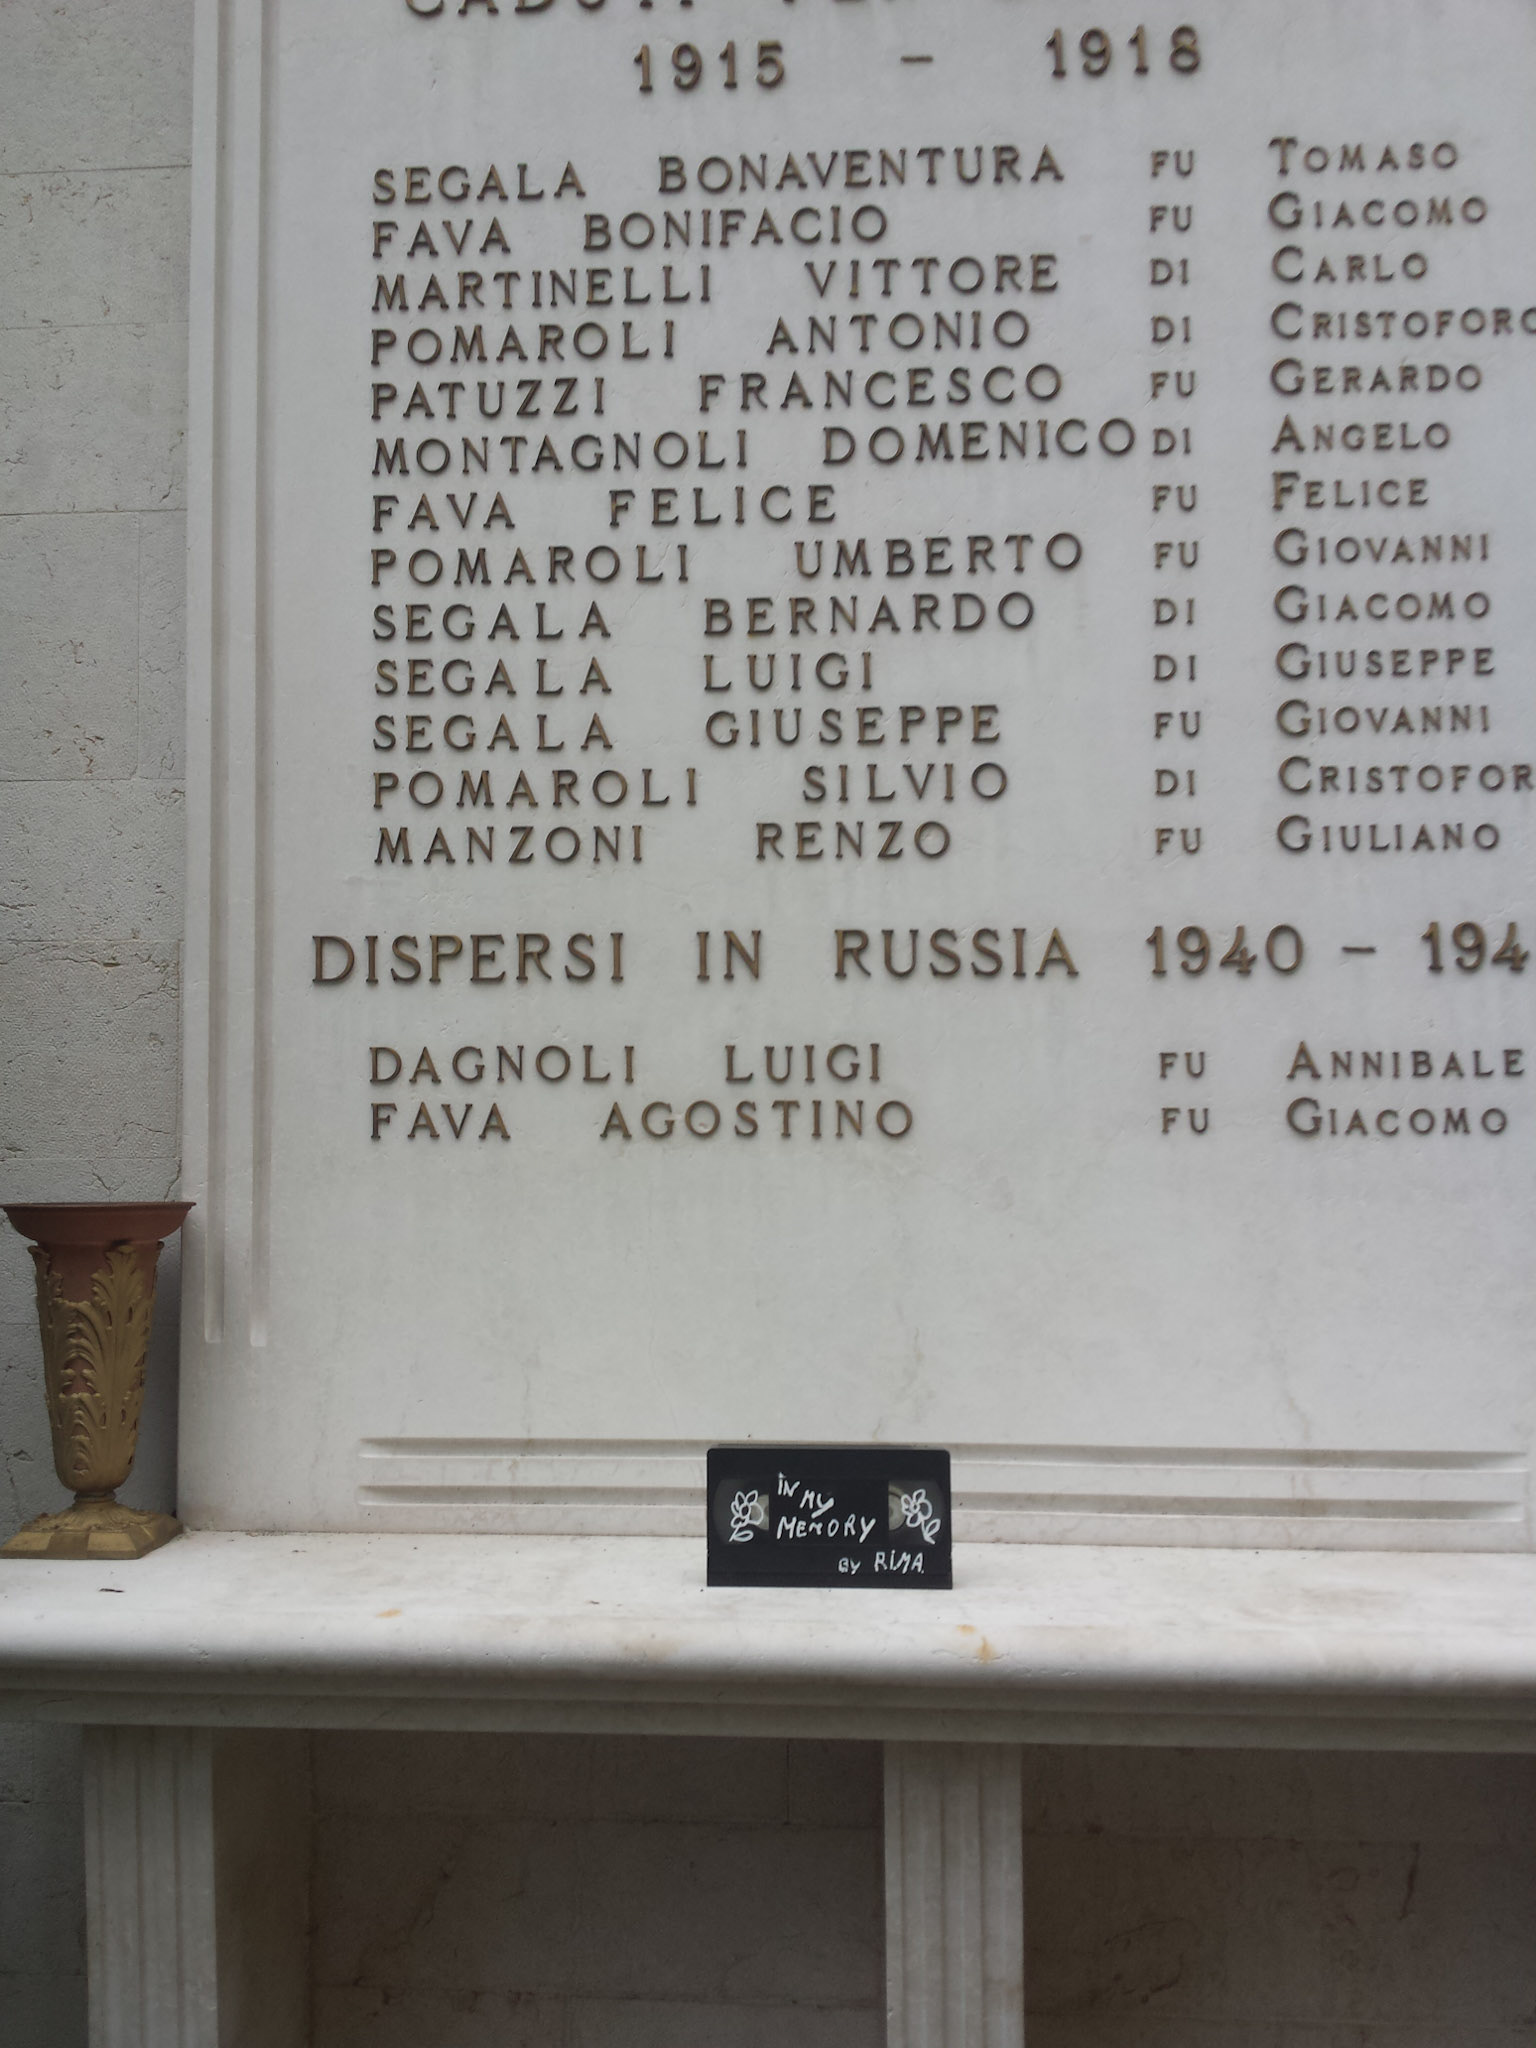 1915 - 1918
SEGALA BONAVENTURA FU TOMASO
FAVA BONIFACIO FU GIACOMO
MARTINELLI VITTORE DI CARLO
POMAROLI ANTONIO DI CRISTOFORO
PATUZZI FRANCESCO FU GERARDO
MONTAGNOLI DOMENICO DI ANGELO
FAVA FELICE FU FELICE
POMAROLI UMBERTO FU GIOVANNI
SEGALA BERNARDO DI GIACOMO
SEGALA LUIGI DI GIUSEPPE
SEGALA GIUSEPPE FU GIOVANNI
POMAROLI SILVIO DI CRISTOFOR
MANZONI RENZO FU GIULIANO
DISPERSI IN RUSSIA 1940 - 194
DAGNOLI LUIGI FU ANNIBALE
FAVA AGOSTINO FU GIACOMO
IN
MY
MEMORY
BY RIMA.